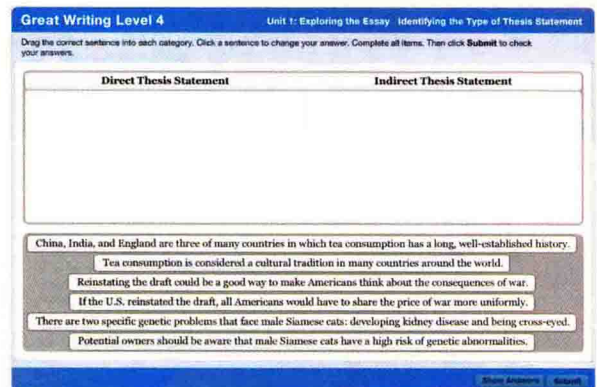 Great Writing Level 4
Unit 1: Exploring the Essay Identifying the Type of Thesis Statement
Drag the correct sentence into each category. Click a sentence to change your answer. Complete all items. Then click Submit to check
your answers.
Direct Thesis Statement
Indirect Thesis Statement
China, India, and England are three of many countries in which tea consumption has a long, well-established history.
Tea consumption is considered a cultural tradition in many countries around the world.
Reinstating the draft could be a good way to make Americans think about the consequences of war.
If the U.S. reinstated the draft, all Americans would have to share the price of war more uniformly.
There are two specific genetic problems that face male Siamese cats: developing kidney disease and being cross-eyed.
Potential owners should be aware that male Siamese cats have a high risk of genetic abnormalities.
Show Answers
Submit